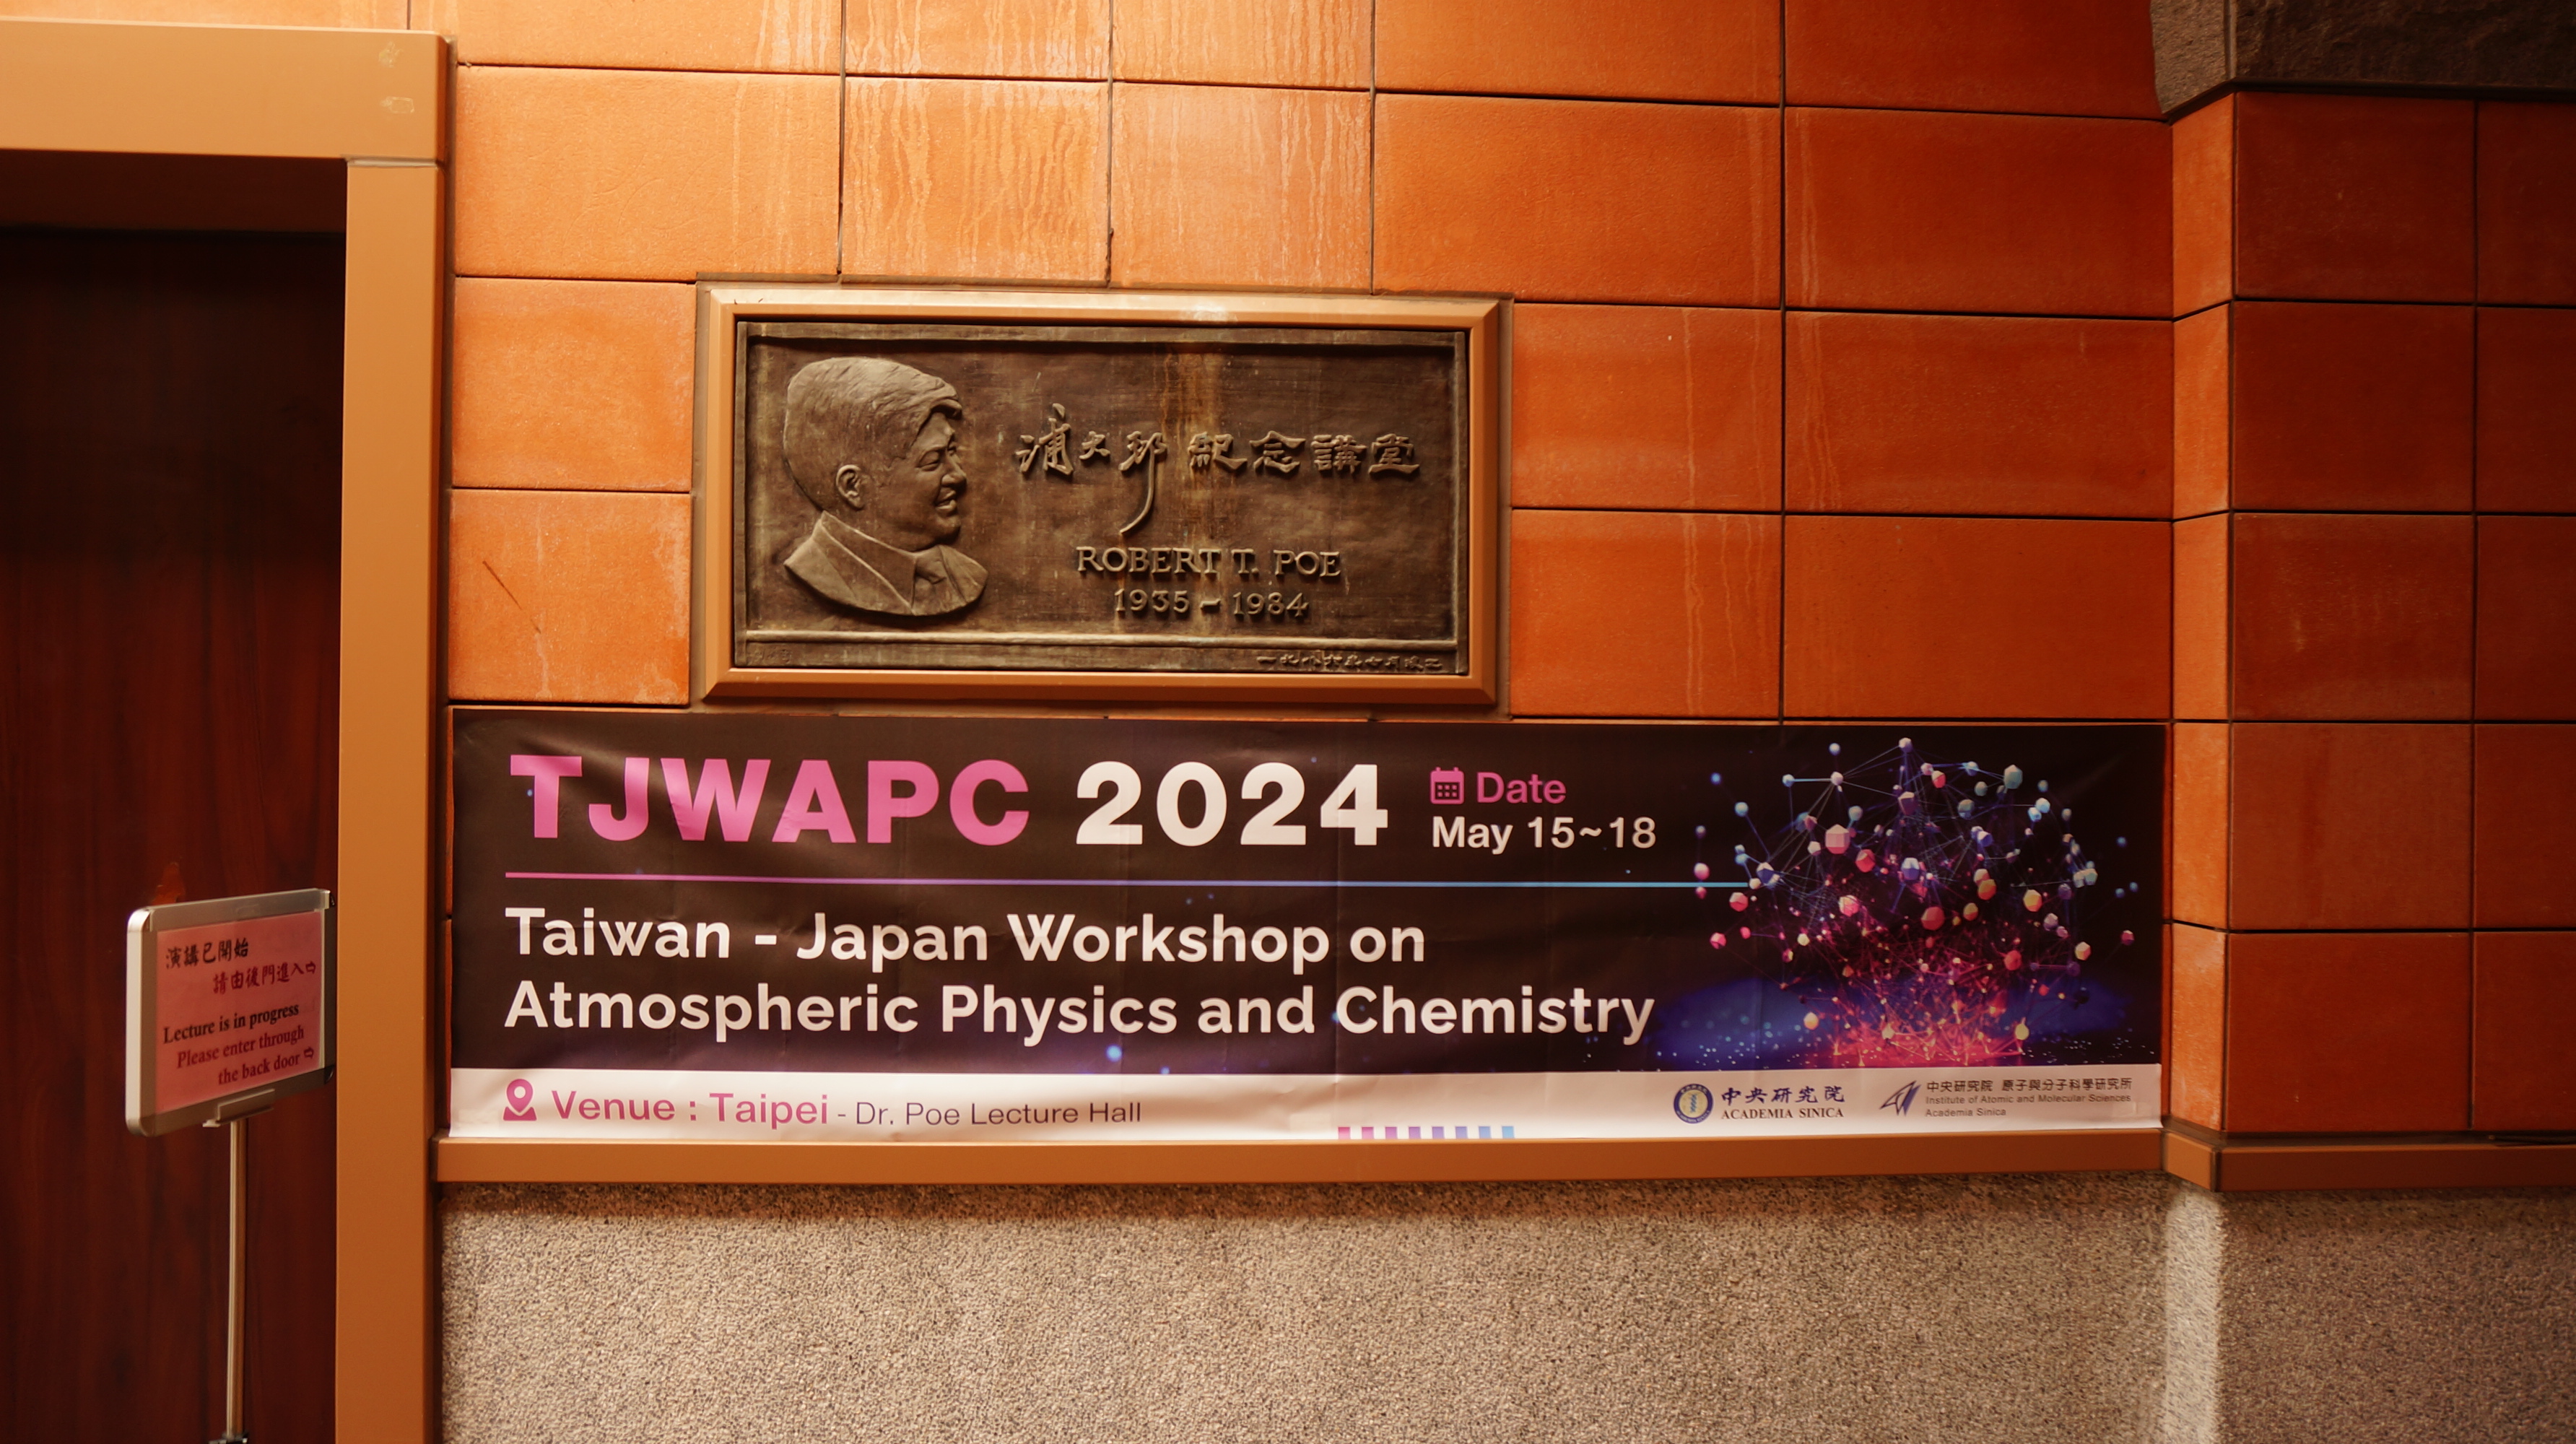 浦大邦 紀念講堂
ROBERT T. POE
1935 - 1984
TJWAPC 2024
Date
May 15~18
Taiwan - Japan Workshop on
Atmospheric Physics and Chemistry
Venue : Taipei - Dr. Poe Lecture Hall
中央研究院
ACADEMIA SINICA
中央研究院 原子與分子科學研究所
Institute of Atomic and Molecular Sciences
Academia Sinica
演講已開始
請由後門進入⇨
Lecture is in progress
Please enter through
the back door ⇨